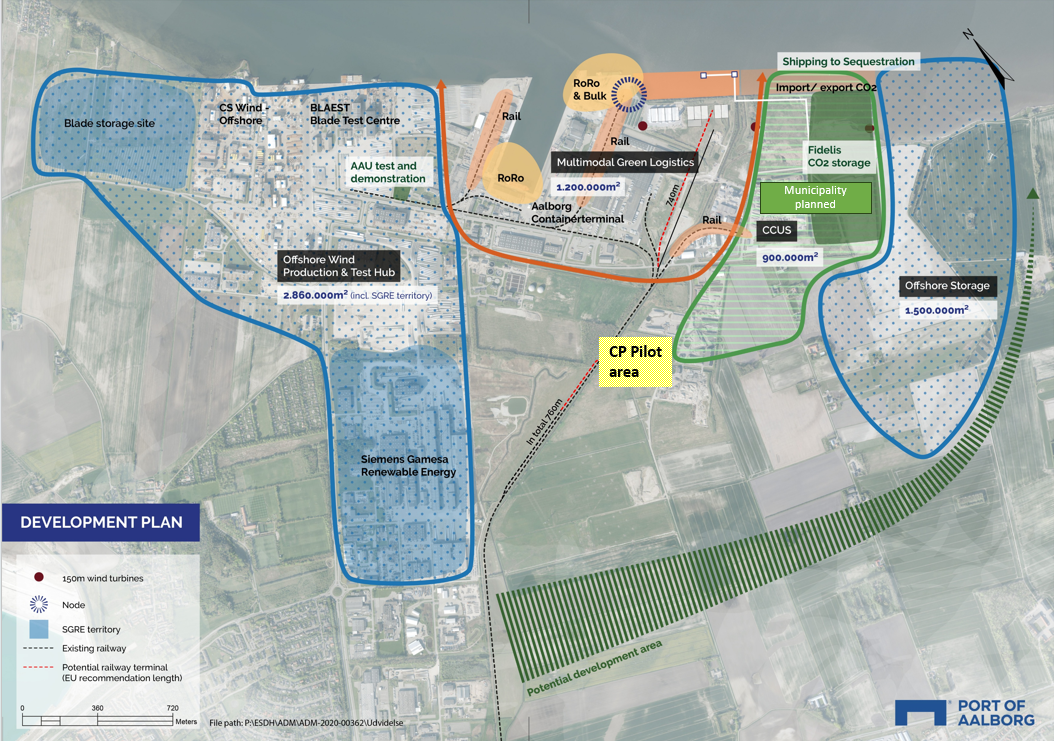 N
Shipping to Sequestration
RoRo
& Bulk
Import/ export CO2
CS Wind -
Offshore
BLAEST
Blade Test Centre
Blade storage site
Rail
Rail
Fidelis
CO2 storage
AAU test and
demonstration
Multimodal Green Logistics
1.200.000m²
RoRo
Municipality
planned
740m
Aalborg
Containerterminal
Rail
CCUS
900.000m²
Offshore Wind
Production & Test Hub
2.860.000m² (incl. SGRE territory)
Offshore Storage
1.500.000m²
CP Pilot
area
In total 760m
Siemens Gamesa
Renewable Energy
DEVELOPMENT PLAN
150m wind turbines
Node
SGRE territory
Existing railway
Potential railway terminal
(EU recommendation length)
Potential development area
0 360 720
Meters
File path: P:\ESDH\ADM\ADM-2020-00362\Udvidelse
PORT OF
AALBORG